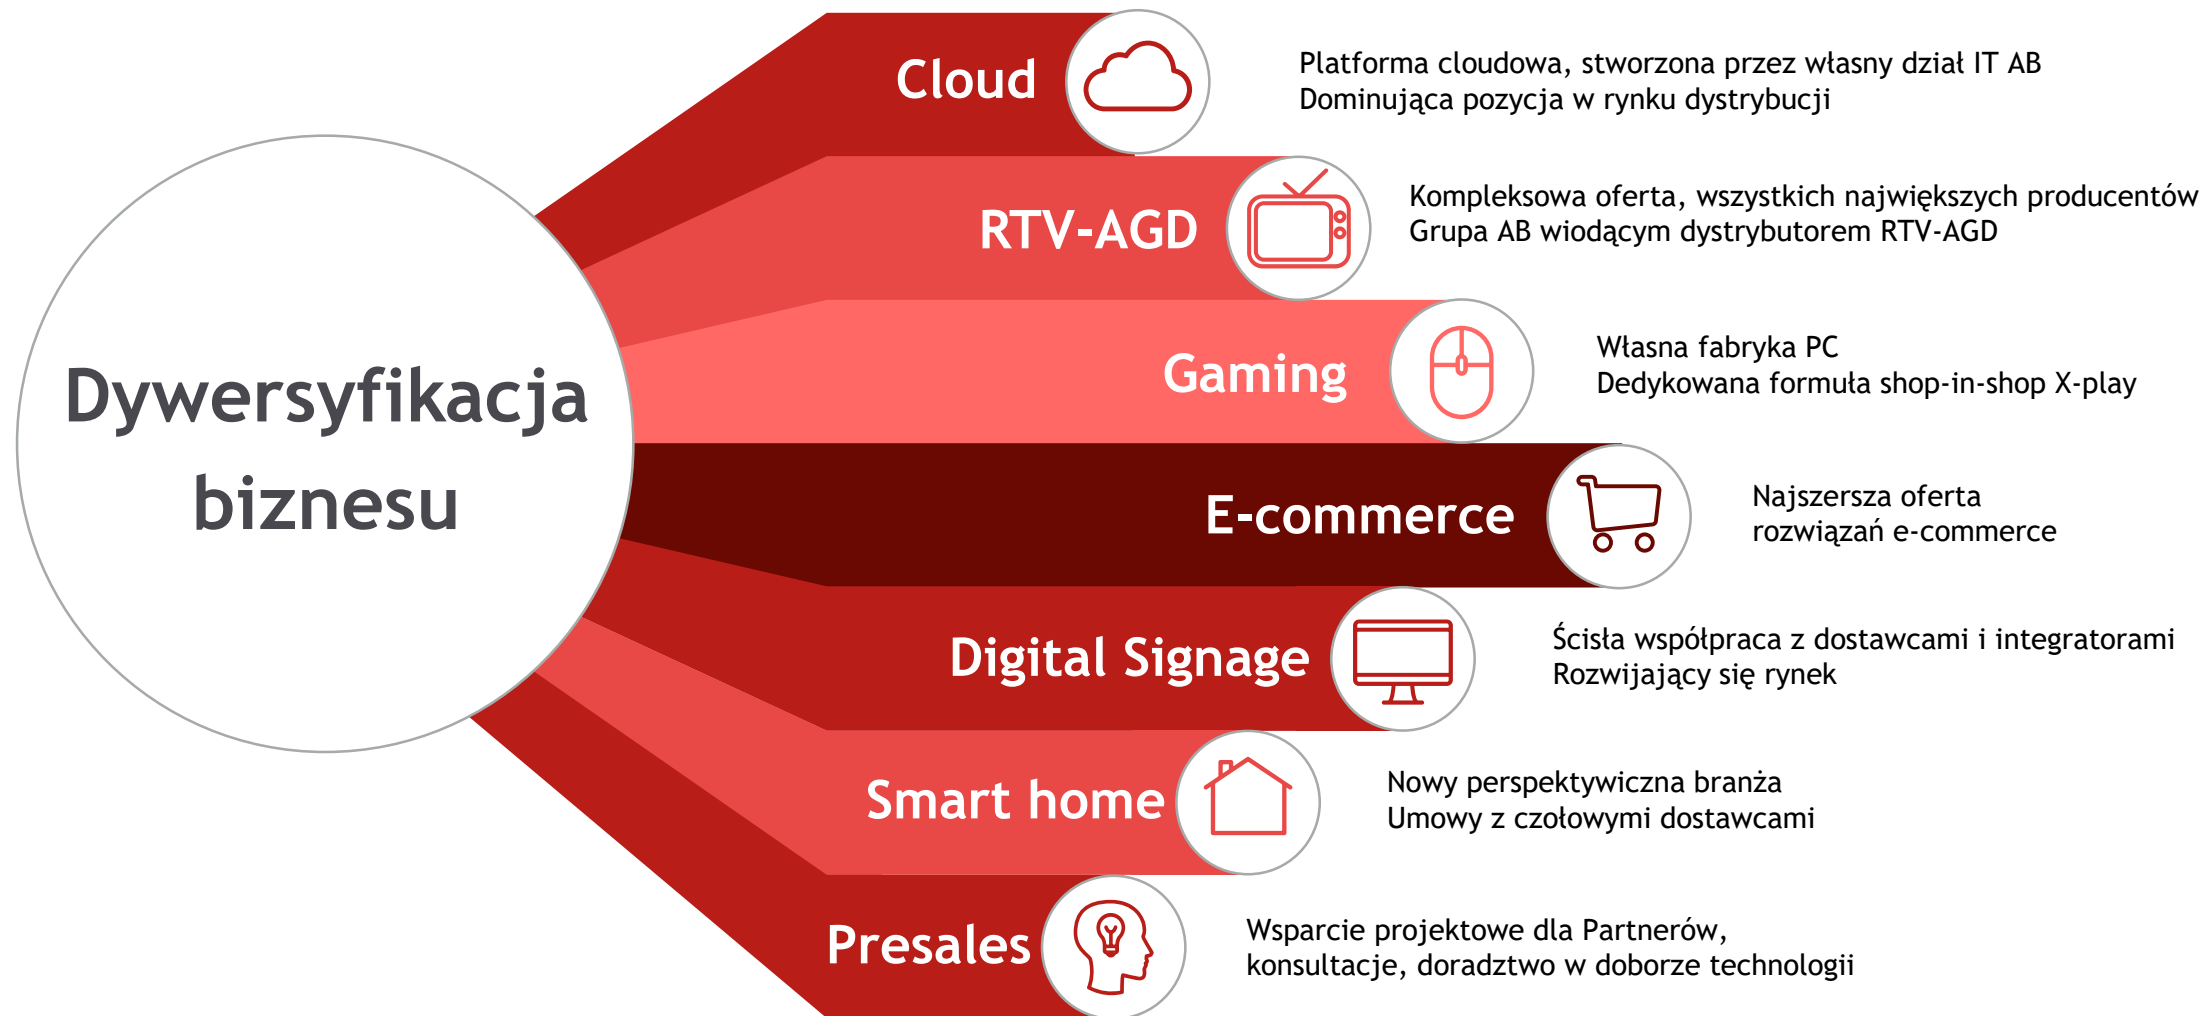 Dywersyfikacja
biznesu
Cloud
Platforma cloudowa, stworzona przez własny dział IT AB
Dominująca pozycja w rynku dystrybucji
RTV-AGD
Kompleksowa oferta, wszystkich największych producentów
Grupa AB wiodącym dystrybutorem RTV-AGD
Gaming
Własna fabryka PC
Dedykowana formuła shop-in-shop X-play
E-commerce
Najszersza oferta
rozwiązań e-commerce
Digital Signage
Ścisła współpraca z dostawcami i integratorami
Rozwijający się rynek
Smart home
Nowy perspektywiczna branża
Umowy z czołowymi dostawcami
Presales
Wsparcie projektowe dla Partnerów,
konsultacje, doradztwo w doborze technologii